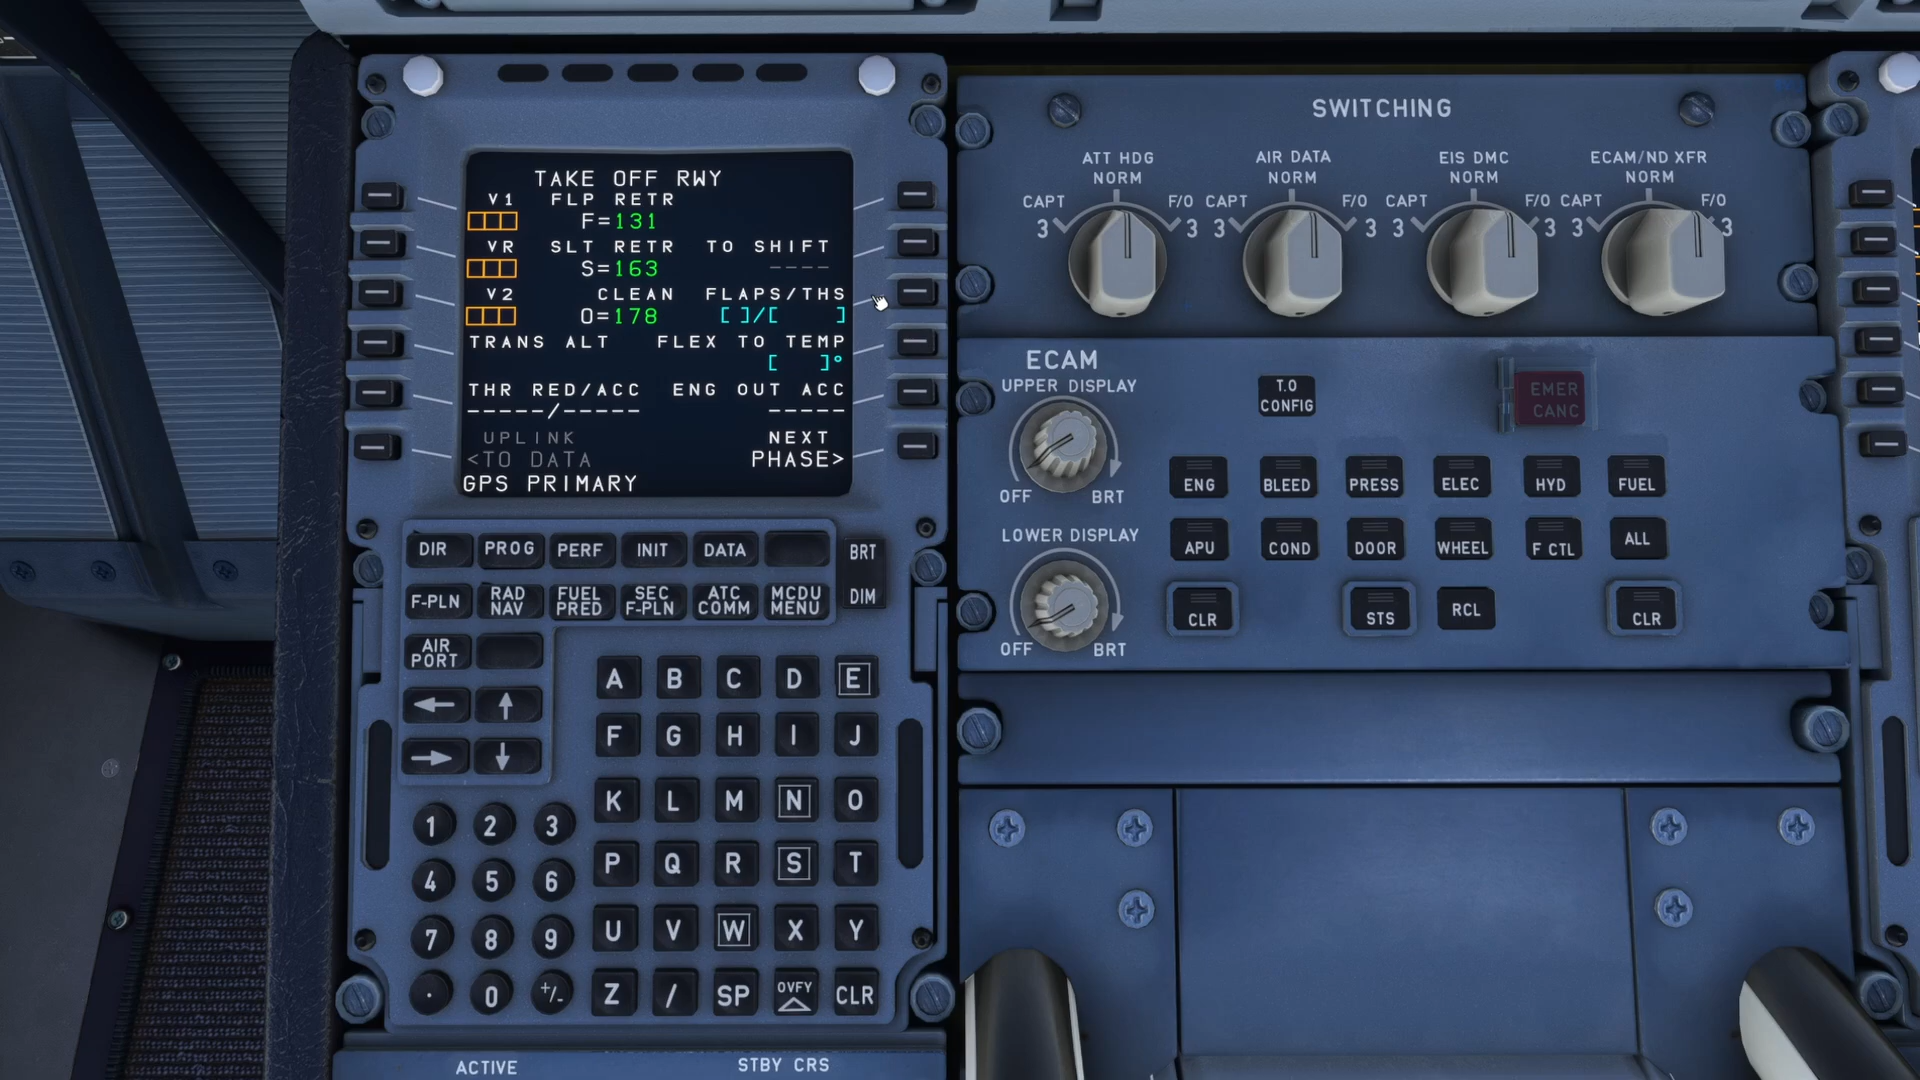 TAKE OFF RWY
V1 FLP RETR
F=131
VR SLT RETR TO SHIFT
S=163 ----
V2 CLEAN FLAPS/THS
O=178 [ ]/[ ]
TRANS ALT FLEX TO TEMP
[ ]°
THR RED/ACC ENG OUT ACC
-----/----- -----
UPLINK NEXT
<TO DATA PHASE>
GPS PRIMARY
DIR PROG PERF INIT DATA BRT
F-PLN RAD NAV FUEL PRED SEC F-PLN ATC COMM MCDU MENU DIM
AIR PORT
A B C D E
F G H I J
K L M N O
1 2 3
P Q R S T
4 5 6
U V W X Y
7 8 9
. 0 +/- Z / SP OVFY CLR
ACTIVE STBY CRS
SWITCHING
ATT HDG AIR DATA EIS DMC ECAM/ND XFR
NORM NORM NORM NORM
CAPT F/O CAPT F/O CAPT F/O CAPT F/O
3 3 3 3 3 3 3 3
ECAM
UPPER DISPLAY
T.O CONFIG
EMER CANC
OFF BRT
ENG BLEED PRESS ELEC HYD FUEL
LOWER DISPLAY
APU COND DOOR WHEEL F CTL ALL
CLR STS RCL CLR
OFF BRT